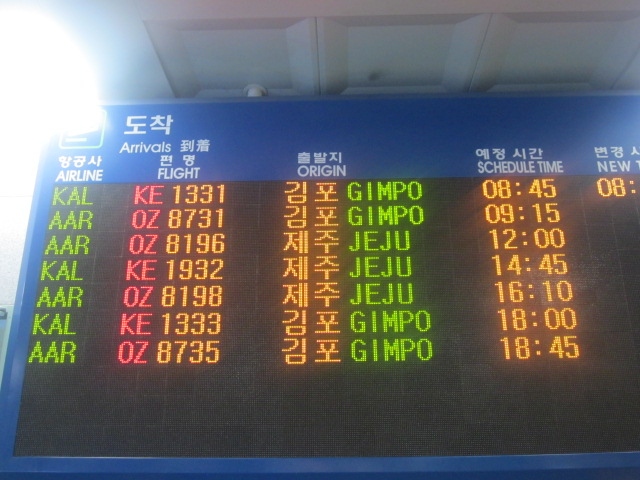 도착
Arrivals 到着
항공사 편명 출발지 예정 시간 변경
AIRLINE FLIGHT ORIGIN SCHEDULE TIME NEW
KAL KE 1331 김포 GIMPO 08:45 08:
AAR OZ 8731 김포 GIMPO 09:15
AAR OZ 8196 제주 JEJU 12:00
KAL KE 1932 제주 JEJU 14:45
AAR OZ 8198 제주 JEJU 16:10
KAL KE 1333 김포 GIMPO 18:00
AAR OZ 8735 김포 GIMPO 18:45